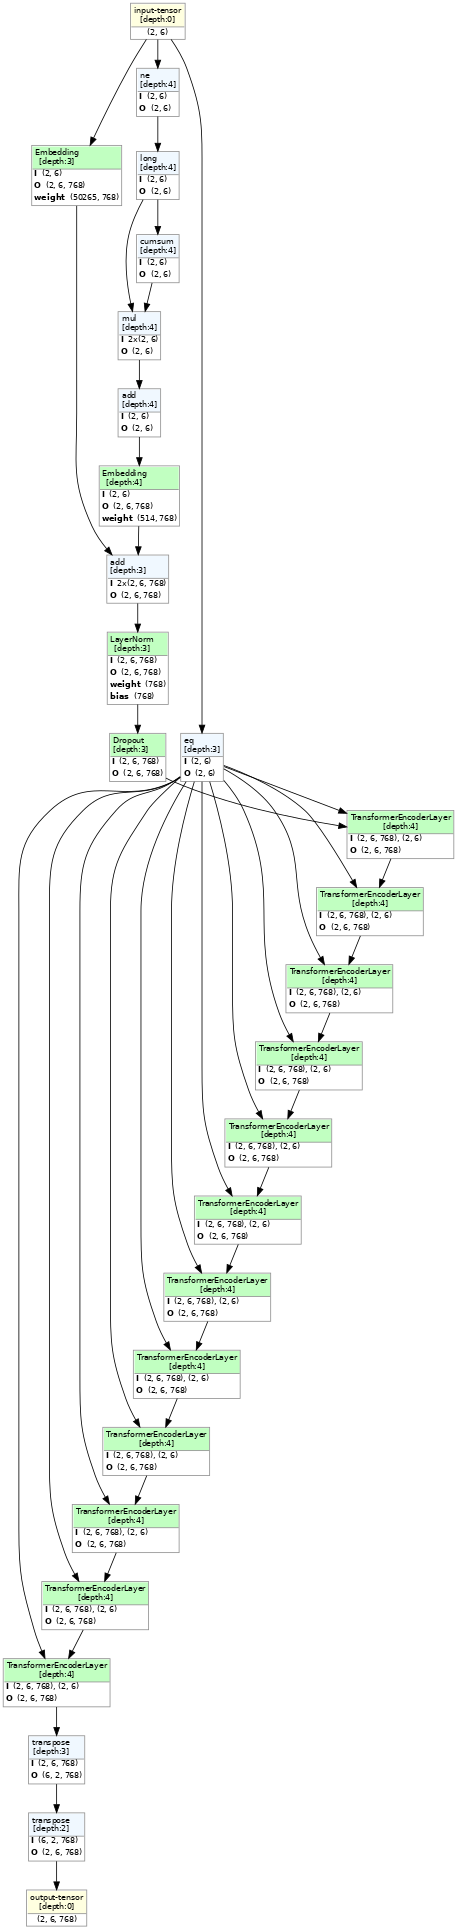 input-tensor
[depth:0]
(2, 6)
ne
[depth:4]
I (2, 6)
O (2, 6)
Embedding
[depth:3]
I (2, 6)
O (2, 6, 768)
weight (50265, 768)
long
[depth:4]
I (2, 6)
O (2, 6)
cumsum
[depth:4]
I (2, 6)
O (2, 6)
mul
[depth:4]
I 2x(2, 6)
O (2, 6)
add
[depth:4]
I (2, 6)
O (2, 6)
Embedding
[depth:4]
I (2, 6)
O (2, 6, 768)
weight (514, 768)
add
[depth:3]
I 2x(2, 6, 768)
O (2, 6, 768)
LayerNorm
[depth:3]
I (2, 6, 768)
O (2, 6, 768)
weight (768)
bias (768)
Dropout
[depth:3]
I (2, 6, 768)
O (2, 6, 768)
eq
[depth:3]
I (2, 6)
O (2, 6)
TransformerEncoderLayer
[depth:4]
I (2, 6, 768), (2, 6)
O (2, 6, 768)
TransformerEncoderLayer
[depth:4]
I (2, 6, 768), (2, 6)
O (2, 6, 768)
TransformerEncoderLayer
[depth:4]
I (2, 6, 768), (2, 6)
O (2, 6, 768)
TransformerEncoderLayer
[depth:4]
I (2, 6, 768), (2, 6)
O (2, 6, 768)
TransformerEncoderLayer
[depth:4]
I (2, 6, 768), (2, 6)
O (2, 6, 768)
TransformerEncoderLayer
[depth:4]
I (2, 6, 768), (2, 6)
O (2, 6, 768)
TransformerEncoderLayer
[depth:4]
I (2, 6, 768), (2, 6)
O (2, 6, 768)
TransformerEncoderLayer
[depth:4]
I (2, 6, 768), (2, 6)
O (2, 6, 768)
TransformerEncoderLayer
[depth:4]
I (2, 6, 768), (2, 6)
O (2, 6, 768)
TransformerEncoderLayer
[depth:4]
I (2, 6, 768), (2, 6)
O (2, 6, 768)
TransformerEncoderLayer
[depth:4]
I (2, 6, 768), (2, 6)
O (2, 6, 768)
TransformerEncoderLayer
[depth:4]
I (2, 6, 768), (2, 6)
O (2, 6, 768)
transpose
[depth:3]
I (2, 6, 768)
O (6, 2, 768)
transpose
[depth:2]
I (6, 2, 768)
O (2, 6, 768)
output-tensor
[depth:0]
(2, 6, 768)